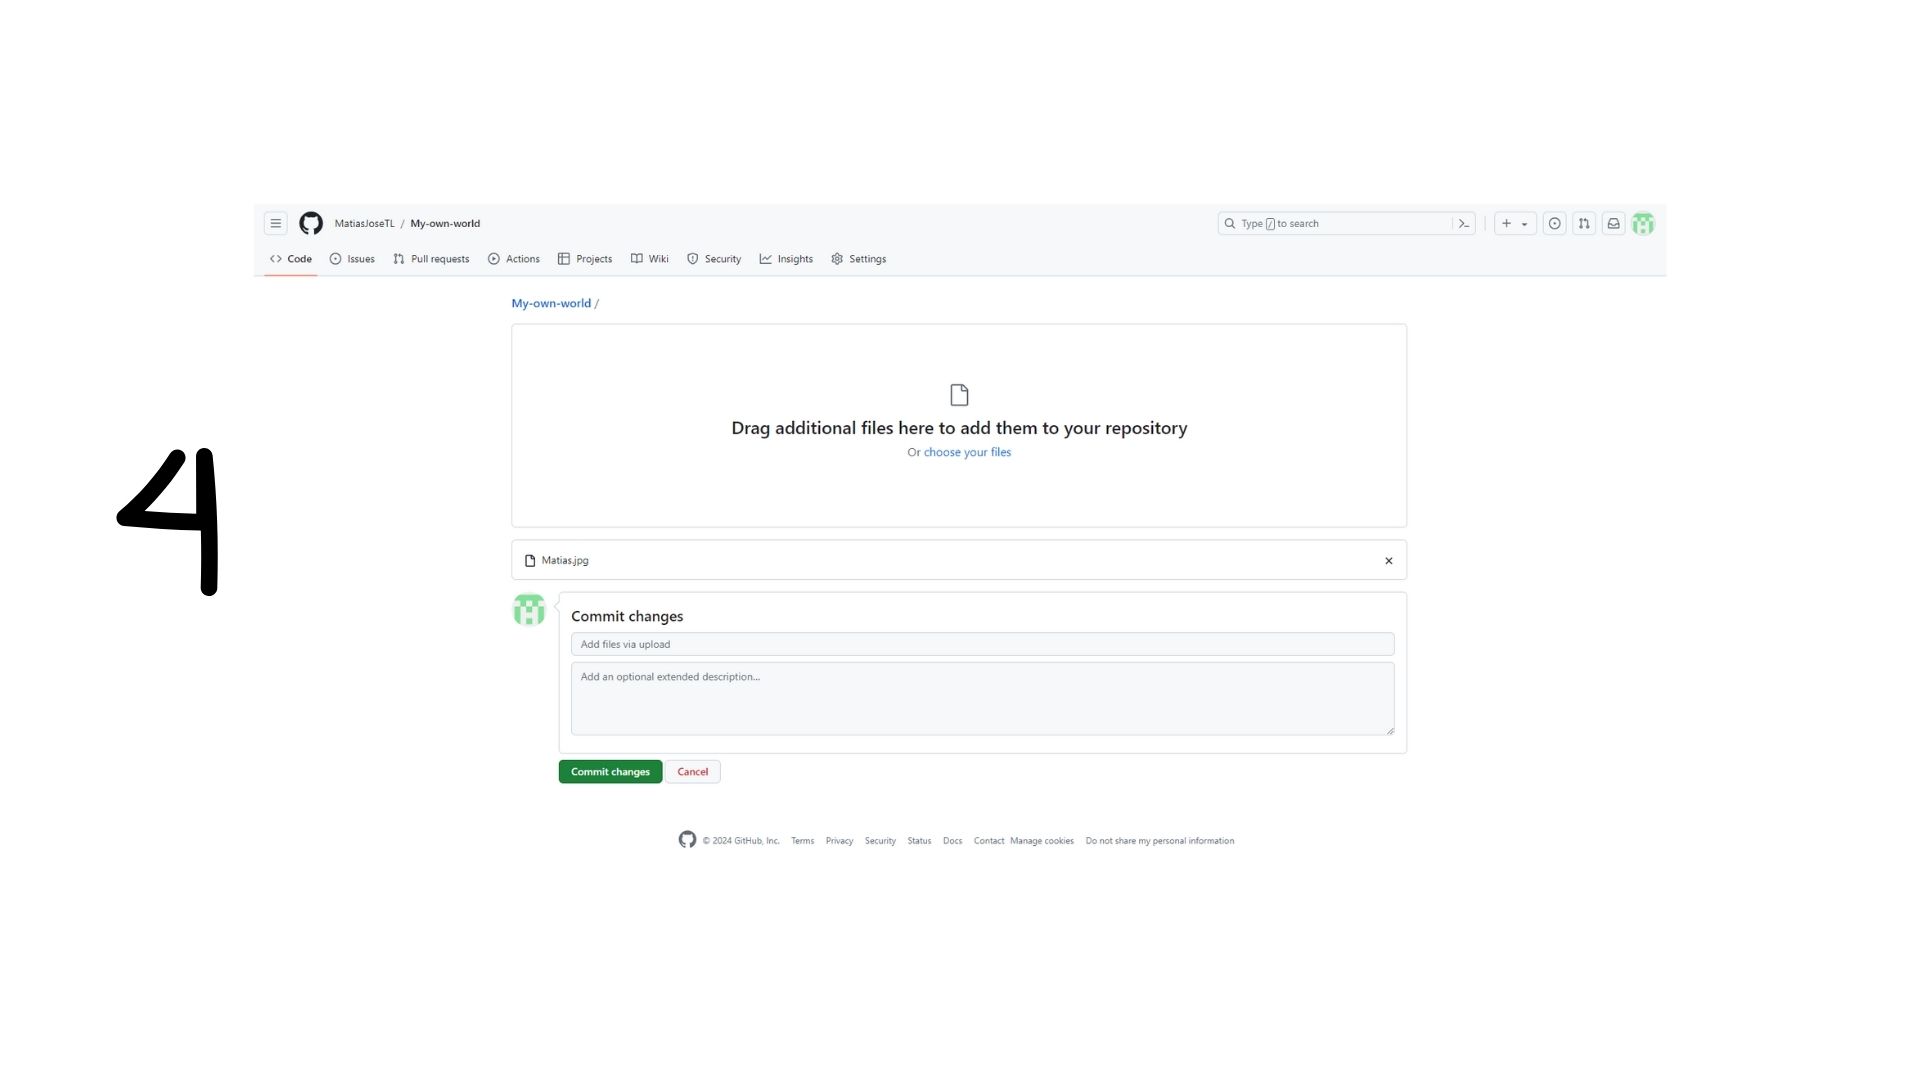 MatiasJoseTL / My-own-world
Type / to search
Code Issues Pull requests Actions Projects Wiki Security Insights Settings
My-own-world /
Drag additional files here to add them to your repository
Or choose your files
4
Matias.jpg
Commit changes
Add files via upload
Add an optional extended description...
Commit changes Cancel
© 2024 GitHub, Inc. Terms Privacy Security Status Docs Contact Manage cookies Do not share my personal information